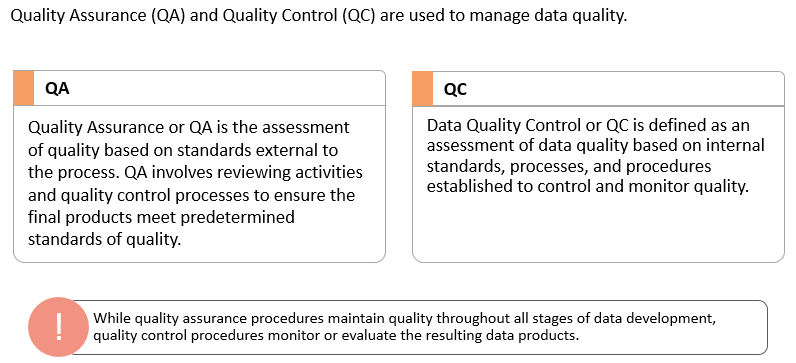 Quality Assurance (QA) and Quality Control (QC) are used to manage data quality.
QA
Quality Assurance or QA is the assessment
of quality based on standards external to
the process. QA involves reviewing activities
and quality control processes to ensure the
final products meet predetermined
standards of quality.
QC
Data Quality Control or QC is defined as an
assessment of data quality based on internal
standards, processes, and procedures
established to control and monitor quality.
!
While quality assurance procedures maintain quality throughout all stages of data development,
quality control procedures monitor or evaluate the resulting data products.